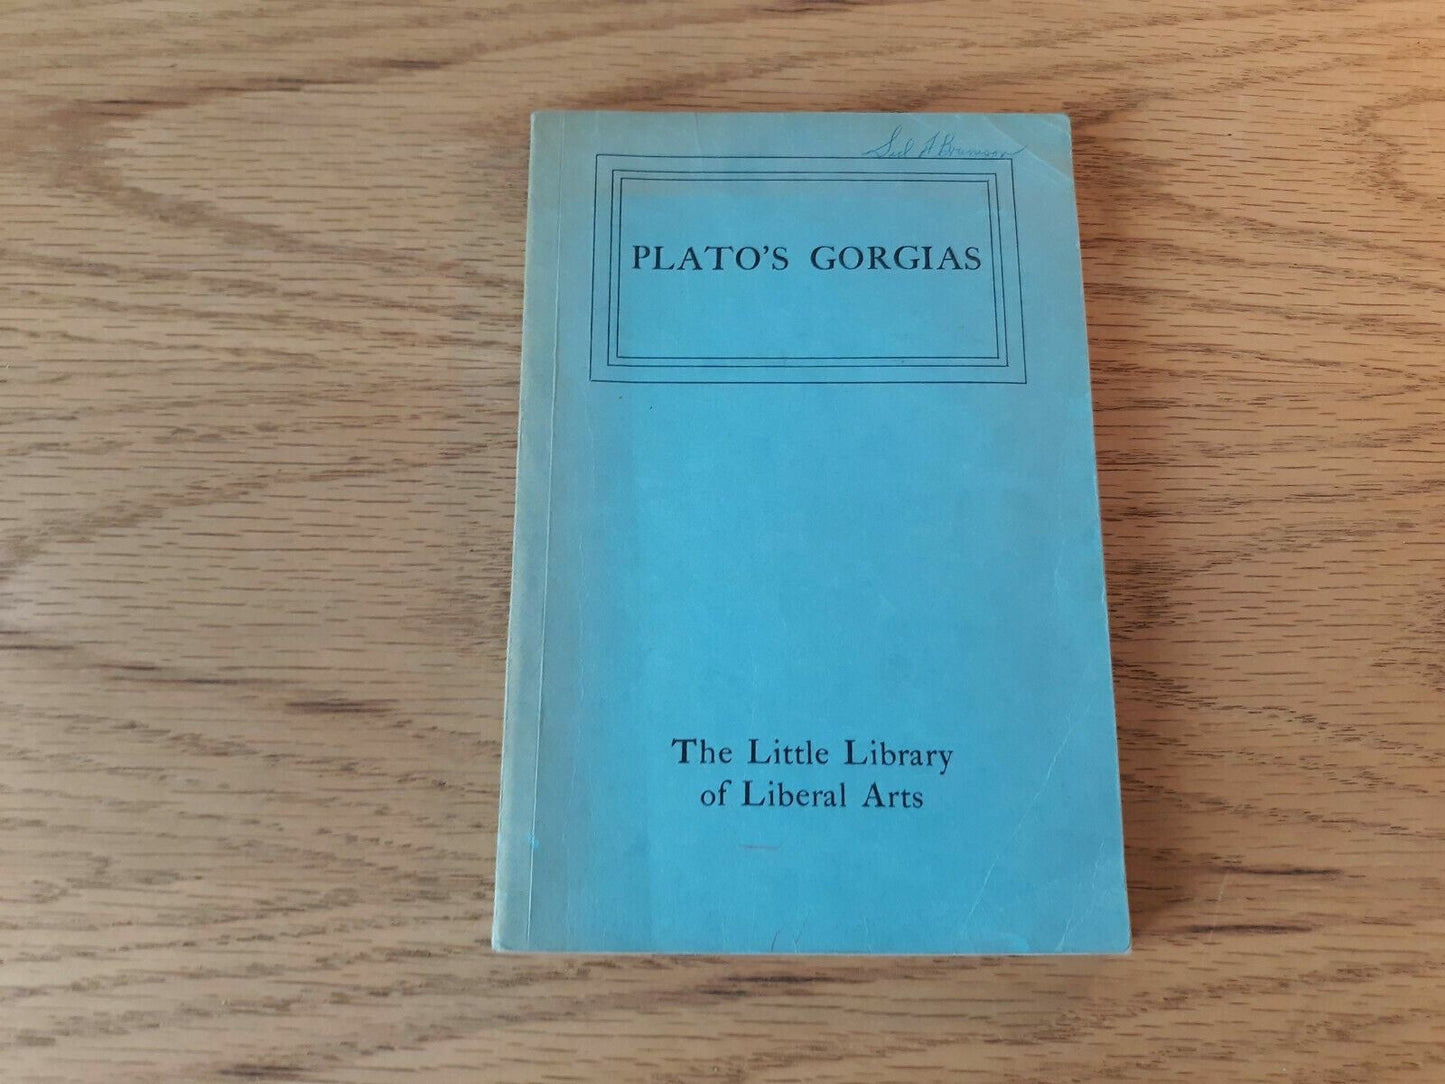 PLATO'S GORGIAS
The Little Library
of Liberal Arts